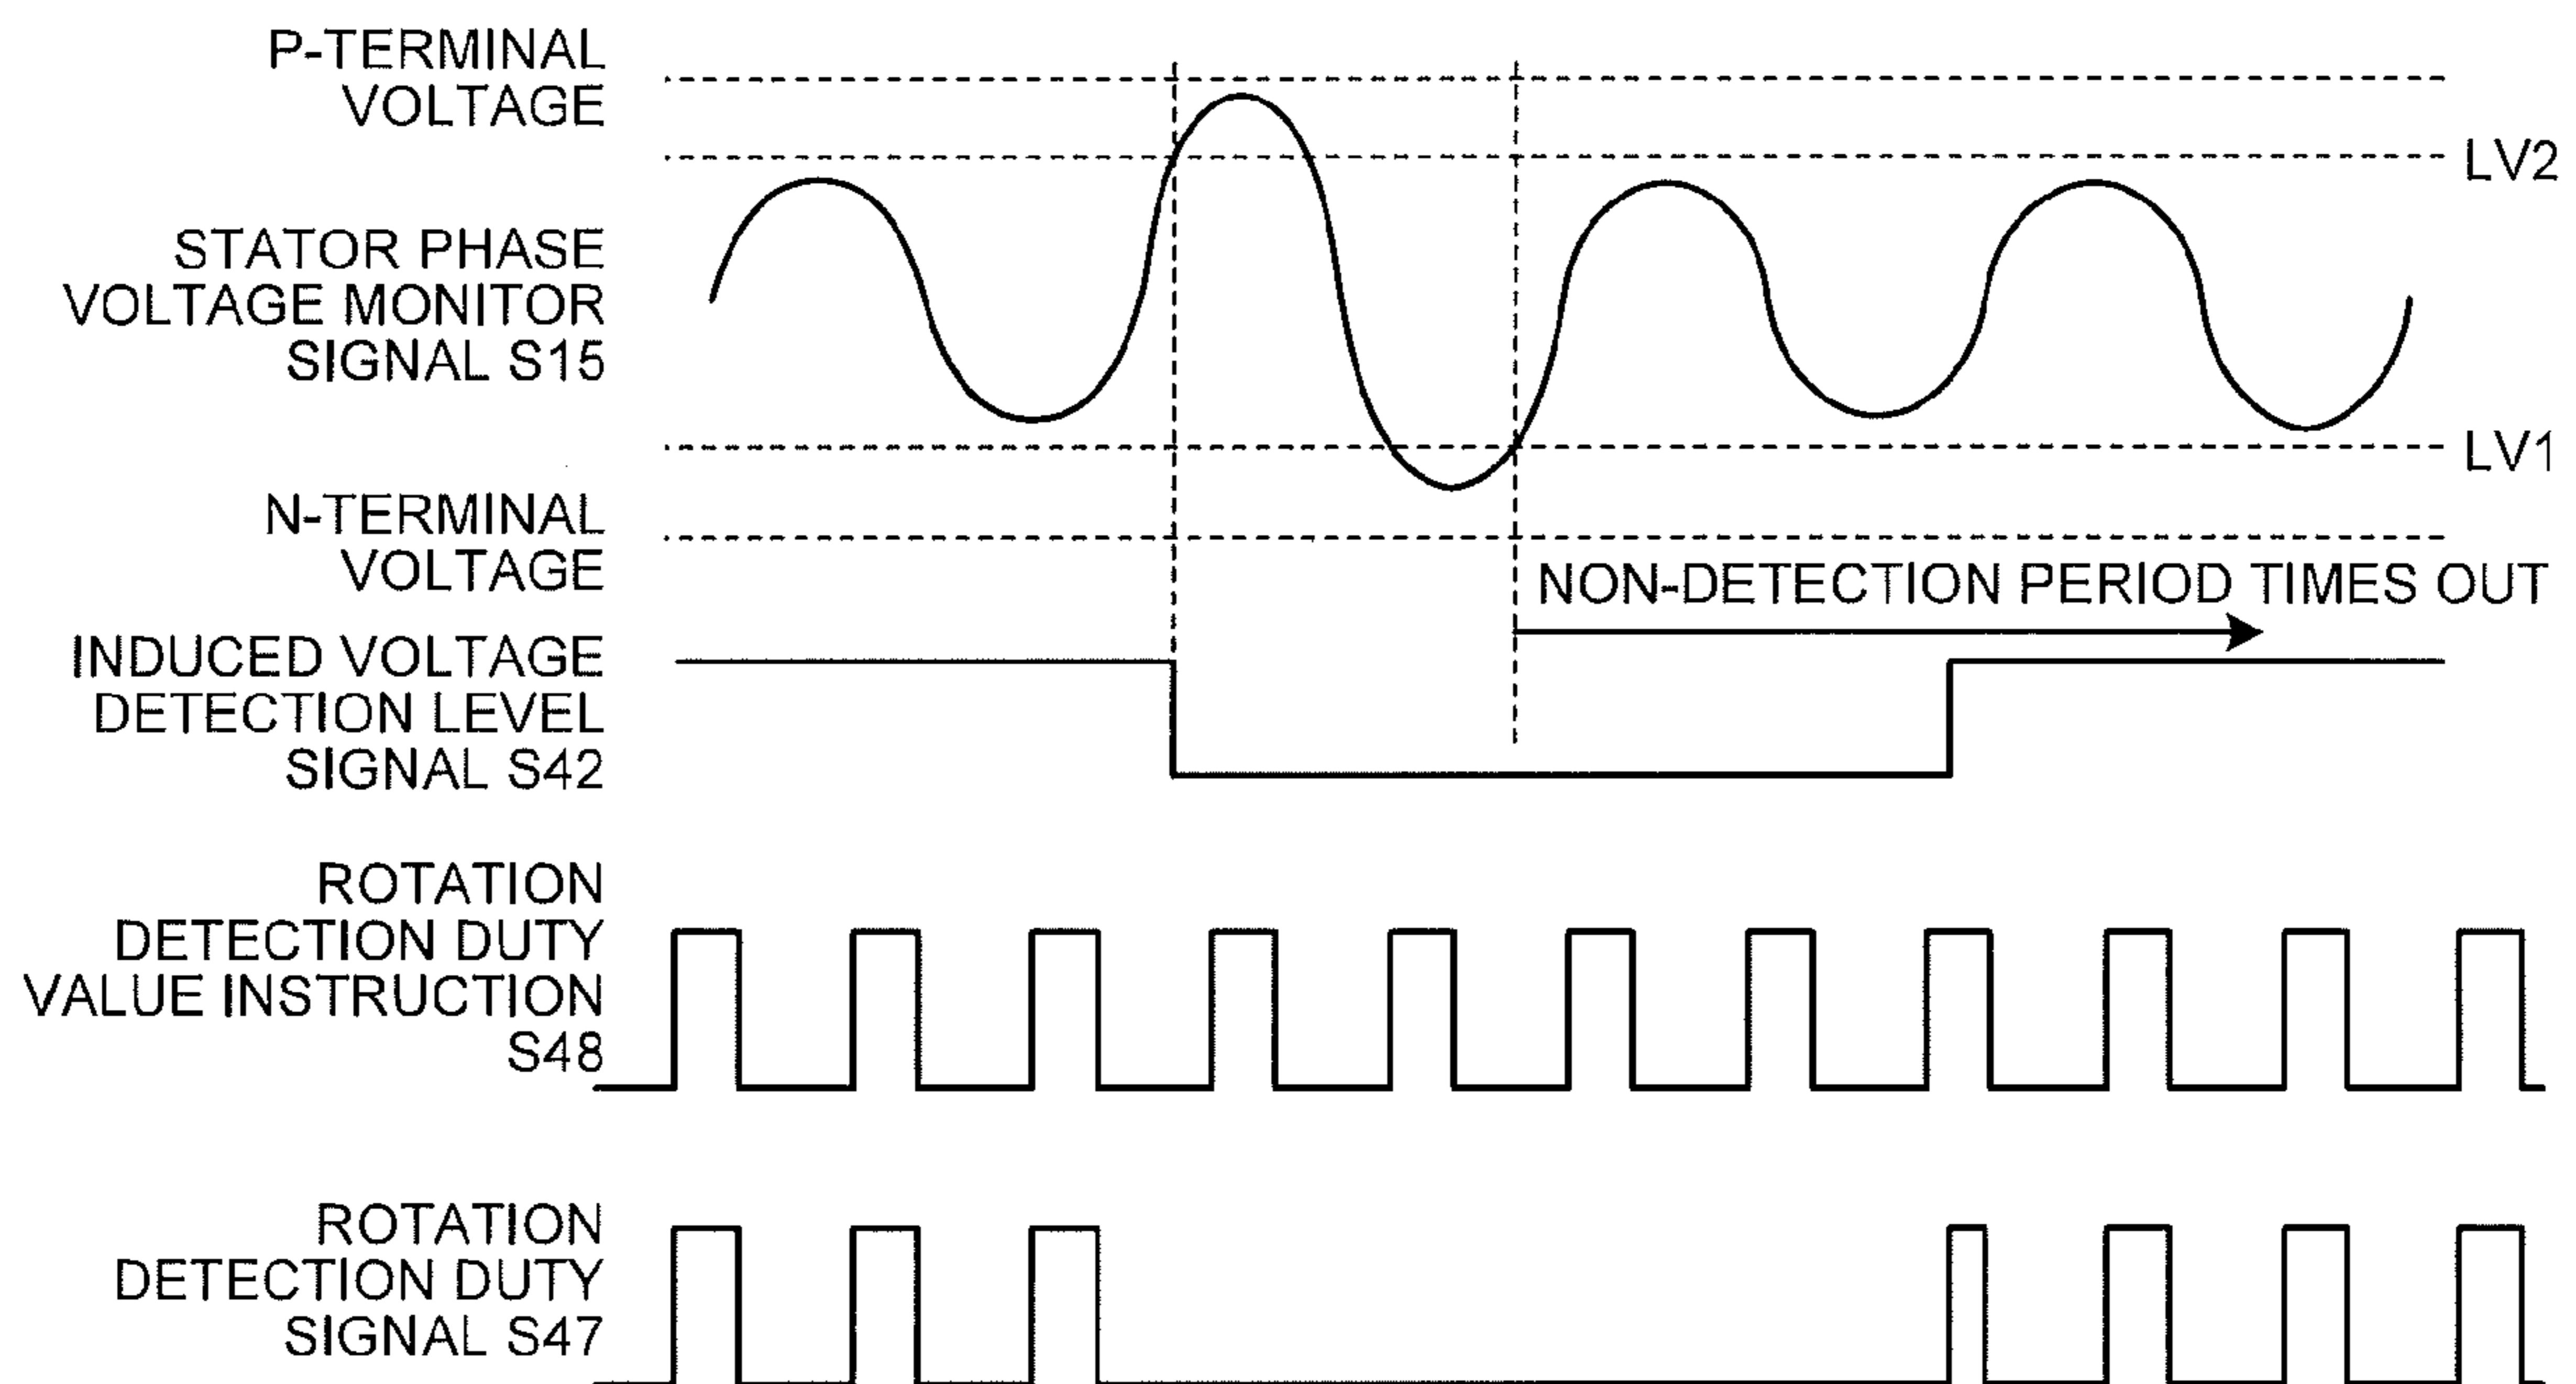 P-TERMINAL
VOLTAGE
LV2
STATOR PHASE
VOLTAGE MONITOR
SIGNAL S15
LV1
N-TERMINAL
VOLTAGE
NON-DETECTION PERIOD TIMES OUT
INDUCED VOLTAGE
DETECTION LEVEL
SIGNAL S42
ROTATION
DETECTION DUTY
VALUE INSTRUCTION
S48
ROTATION
DETECTION DUTY
SIGNAL S47